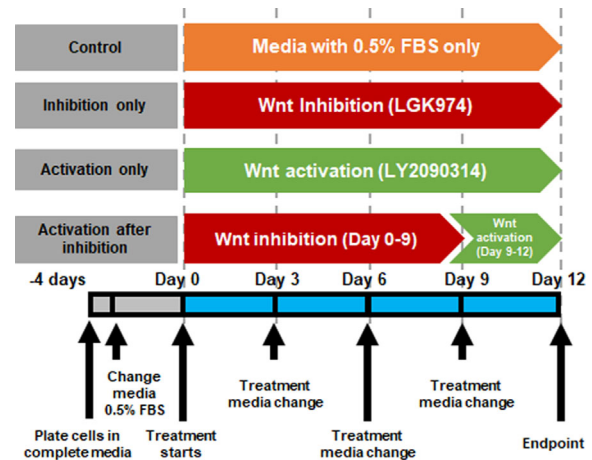 Control
Media with 0.5% FBS only
Inhibition only
Wnt Inhibition (LGK974)
Activation only
Wnt activation (LY2090314)
Activation after
inhibition
Wnt inhibition (Day 0-9)
Wnt
activation
(Day 9-12)
-4 days
Day 0
Day 3
Day 6
Day 9
Day 12
Change
media
0.5% FBS
Treatment
media change
Treatment
media change
Plate cells in
complete media
Treatment
starts
Treatment
media change
Endpoint